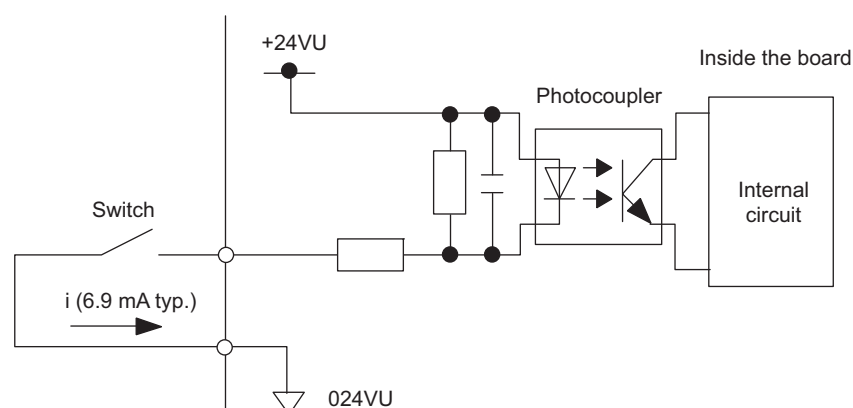 +24VU
Inside the board
Photocoupler
Internal
circuit
Switch
i (6.9 mA typ.)
024VU